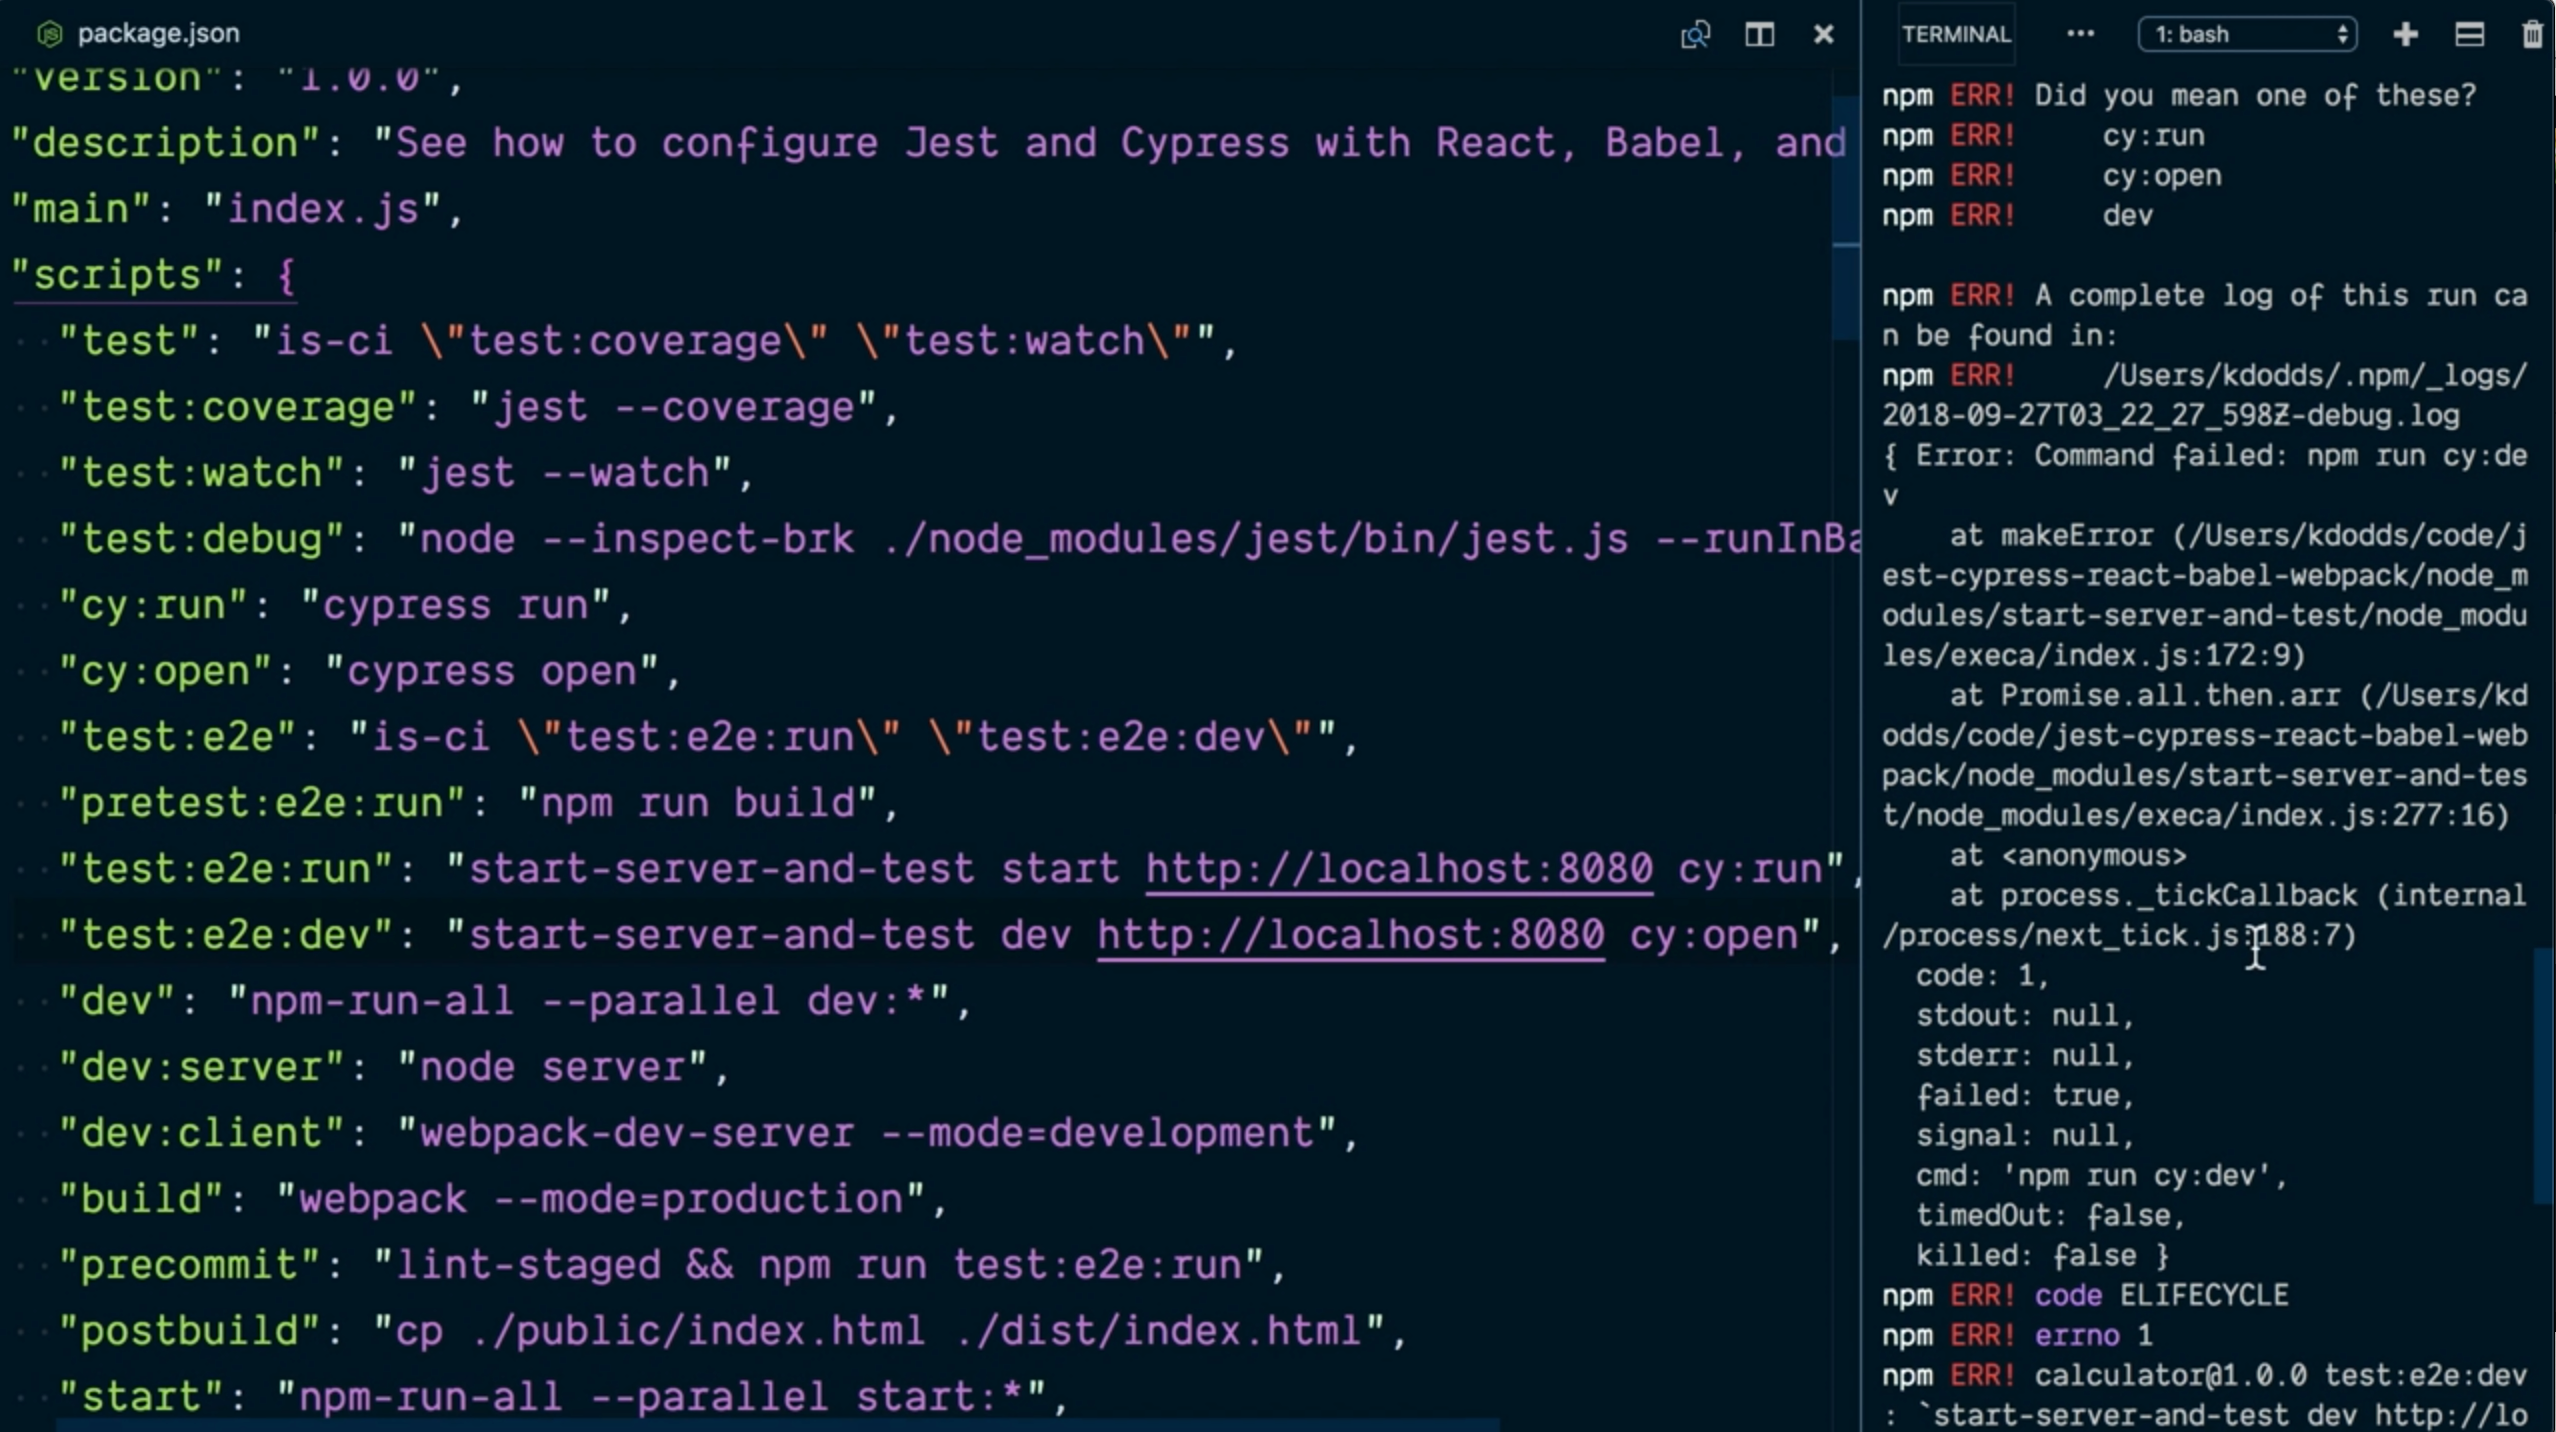 package.json
"version": "1.0.0",
"description": "See how to configure Jest and Cypress with React, Babel, and
"main": "index.js",
"scripts": {
"test": "is-ci \"test:coverage\" \"test:watch\"",
"test:coverage": "jest --coverage",
"test:watch": "jest --watch",
"test:debug": "node --inspect-brk ./node_modules/jest/bin/jest.js --runInBa
"cy:run": "cypress run",
"cy:open": "cypress open",
"test:e2e": "is-ci \"test:e2e:run\" \"test:e2e:dev\"",
"pretest:e2e:run": "npm run build",
"test:e2e:run": "start-server-and-test start http://localhost:8080 cy:run",
"test:e2e:dev": "start-server-and-test dev http://localhost:8080 cy:open",
"dev": "npm-run-all --parallel dev:*",
"dev:server": "node server",
"dev:client": "webpack-dev-server --mode=development",
"build": "webpack --mode=production",
"precommit": "lint-staged && npm run test:e2e:run",
"postbuild": "cp ./public/index.html ./dist/index.html",
"start": "npm-run-all --parallel start:*",
TERMINAL ••• 1: bash
npm ERR! Did you mean one of these?
npm ERR!     cy:run
npm ERR!     cy:open
npm ERR!     dev
npm ERR! A complete log of this run ca
n be found in:
npm ERR!     /Users/kdodds/.npm/_logs/
2018-09-27T03_22_27_598Z-debug.log
{ Error: Command failed: npm run cy:de
v
    at makeError (/Users/kdodds/code/j
est-cypress-react-babel-webpack/node_m
odules/start-server-and-test/node_modu
les/execa/index.js:172:9)
    at Promise.all.then.arr (/Users/kd
odds/code/jest-cypress-react-babel-web
pack/node_modules/start-server-and-tes
t/node_modules/execa/index.js:277:16)
    at <anonymous>
    at process._tickCallback (internal
/process/next_tick.js:188:7)
  code: 1,
  stdout: null,
  stderr: null,
  failed: true,
  signal: null,
  cmd: 'npm run cy:dev',
  timedOut: false,
  killed: false }
npm ERR! code ELIFECYCLE
npm ERR! errno 1
npm ERR! calculator@1.0.0 test:e2e:dev
: `start-server-and-test dev http://lo